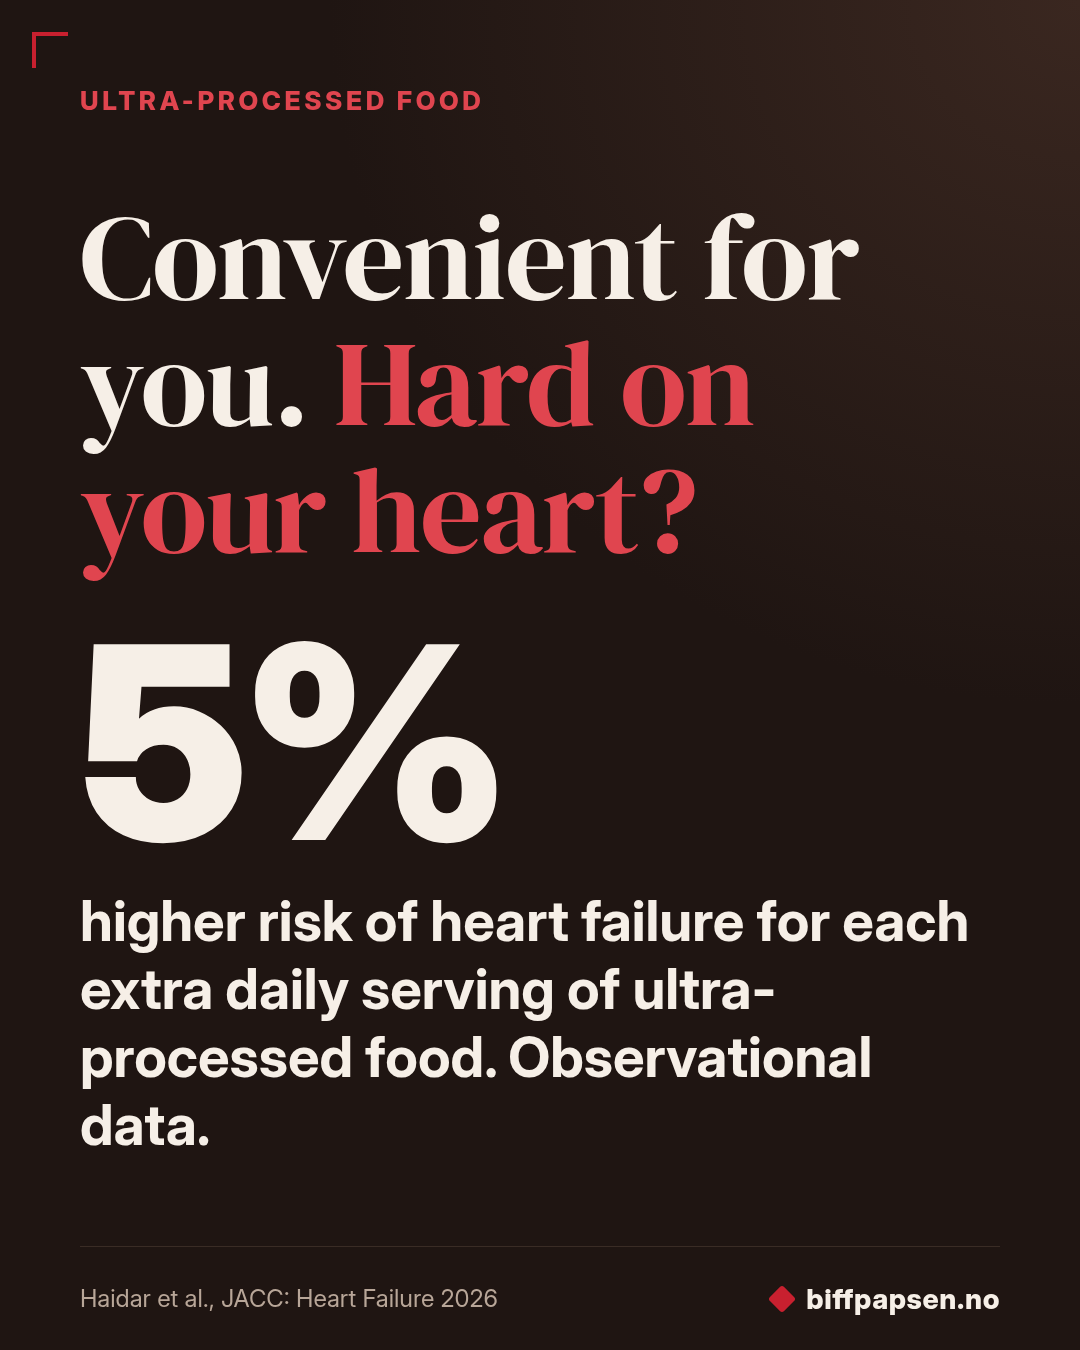 ULTRA-PROCESSED FOOD
Convenient for
you. Hard on
your heart?
5%
higher risk of heart failure for each
extra daily serving of ultra-
processed food. Observational
data.
Haidar et al., JACC: Heart Failure 2026
biffpapsen.no